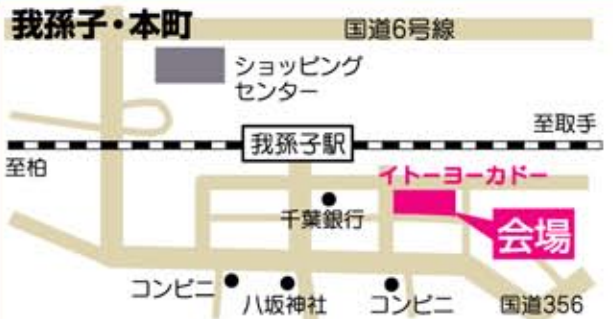 我孫子・本町
国道6号線
ショッピング
センター
至取手
我孫子駅
至柏
イトーヨーカドー
千葉銀行
会場
コンビニ
八坂神社
コンビニ
国道356